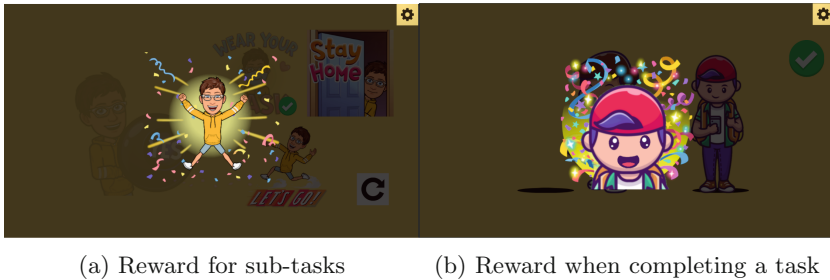 WEAR YOUR
Stay
HOME
LET'S GO!
(a) Reward for sub-tasks
(b) Reward when completing a task